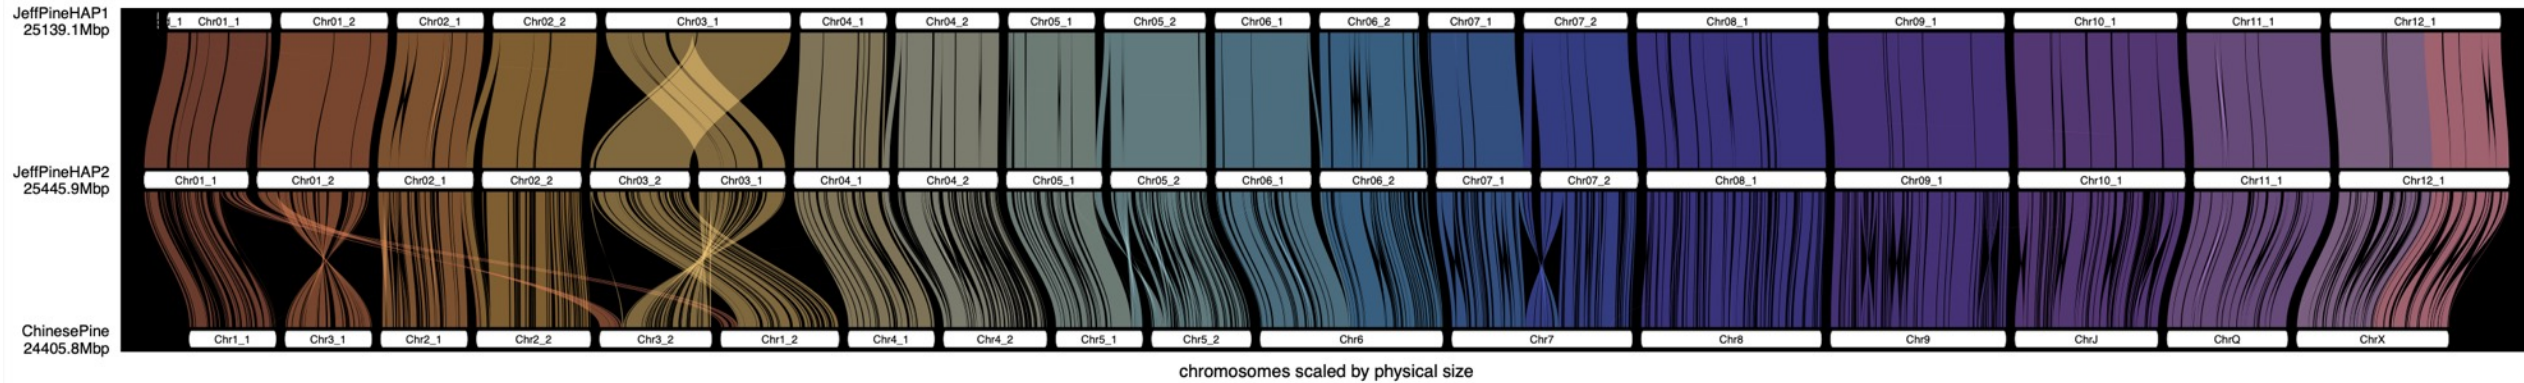 JeffPineHAP1
25139.1Mbp
_1 Chr01_1 Chr01_2 Chr02_1 Chr02_2 Chr03_1 Chr04_1 Chr04_2 Chr05_1 Chr05_2 Chr06_1 Chr06_2 Chr07_1 Chr07_2 Chr08_1 Chr09_1 Chr10_1 Chr11_1 Chr12_1
JeffPineHAP2
25445.9Mbp
Chr01_1 Chr01_2 Chr02_1 Chr02_2 Chr03_2 Chr03_1 Chr04_1 Chr04_2 Chr05_1 Chr05_2 Chr06_1 Chr06_2 Chr07_1 Chr07_2 Chr08_1 Chr09_1 Chr10_1 Chr11_1 Chr12_1
ChinesePine
24405.8Mbp
Chr1_1 Chr3_1 Chr2_1 Chr2_2 Chr3_2 Chr1_2 Chr4_1 Chr4_2 Chr5_1 Chr5_2 Chr6 Chr7 Chr8 Chr9 ChrJ ChrQ ChrX
chromosomes scaled by physical size